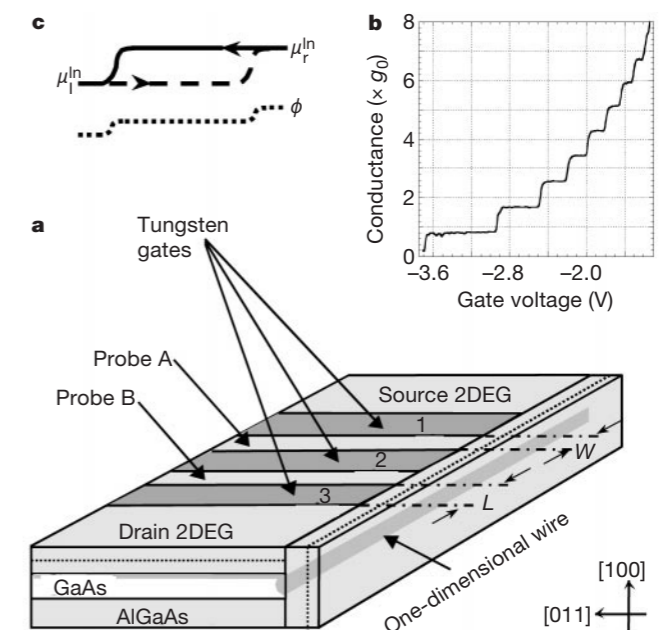 c
μ_l^In
μ_r^In
ϕ
b
Conductance (× g₀)
8
6
4
2
0
−3.6
−2.8
−2.0
Gate voltage (V)
a
Tungsten
gates
Probe A
Probe B
Source 2DEG
1
2
3
W
L
Drain 2DEG
GaAs
AlGaAs
One-dimensional wire
[100]
[011]